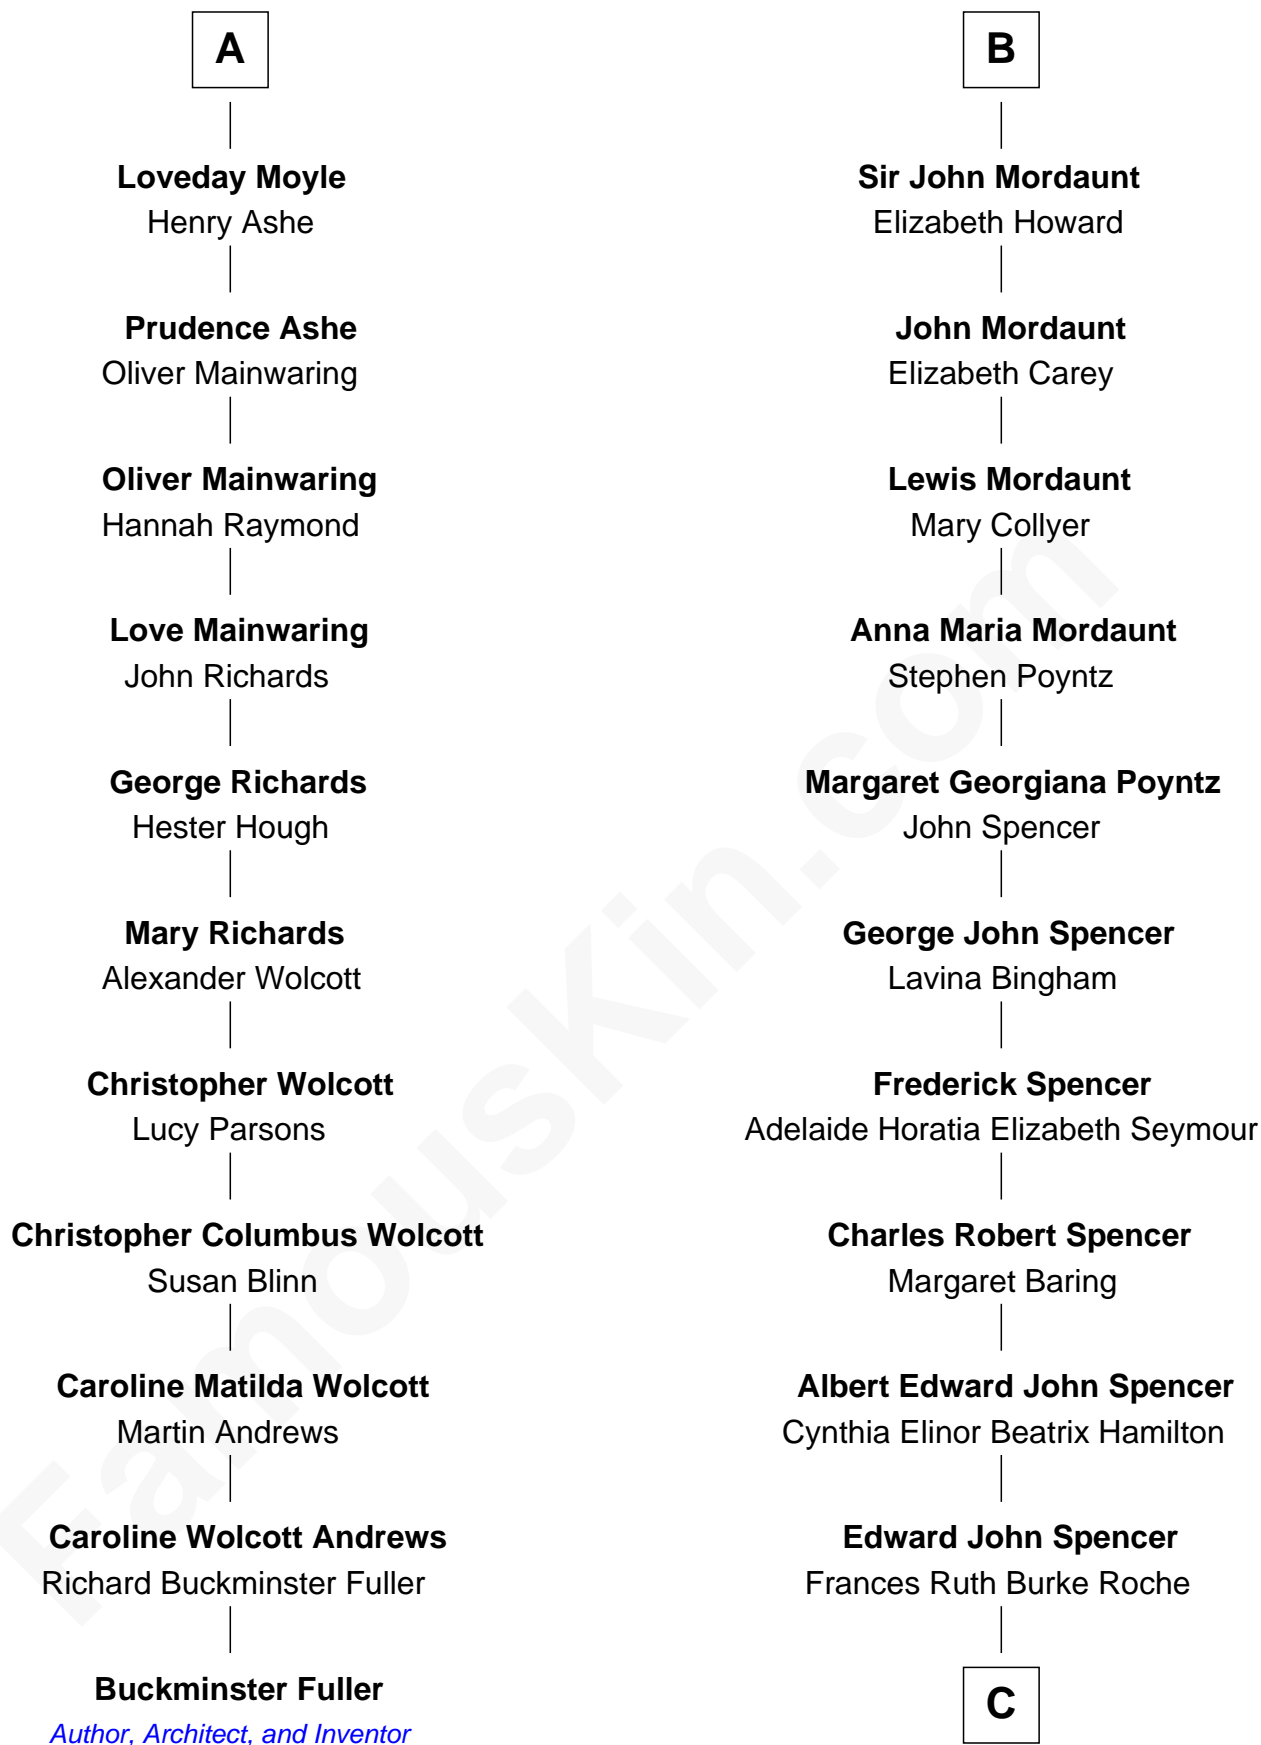 A
Loveday Moyle
Henry Ashe
Prudence Ashe
Oliver Mainwaring
Oliver Mainwaring
Hannah Raymond
Love Mainwaring
John Richards
George Richards
Hester Hough
Mary Richards
Alexander Wolcott
Christopher Wolcott
Lucy Parsons
Christopher Columbus Wolcott
Susan Blinn
Caroline Matilda Wolcott
Martin Andrews
Caroline Wolcott Andrews
Richard Buckminster Fuller
Buckminster Fuller
Author, Architect, and Inventor
B
Sir John Mordaunt
Elizabeth Howard
John Mordaunt
Elizabeth Carey
Lewis Mordaunt
Mary Collyer
Anna Maria Mordaunt
Stephen Poyntz
Margaret Georgiana Poyntz
John Spencer
George John Spencer
Lavina Bingham
Frederick Spencer
Adelaide Horatia Elizabeth Seymour
Charles Robert Spencer
Margaret Baring
Albert Edward John Spencer
Cynthia Elinor Beatrix Hamilton
Edward John Spencer
Frances Ruth Burke Roche
C
FamousKin.com